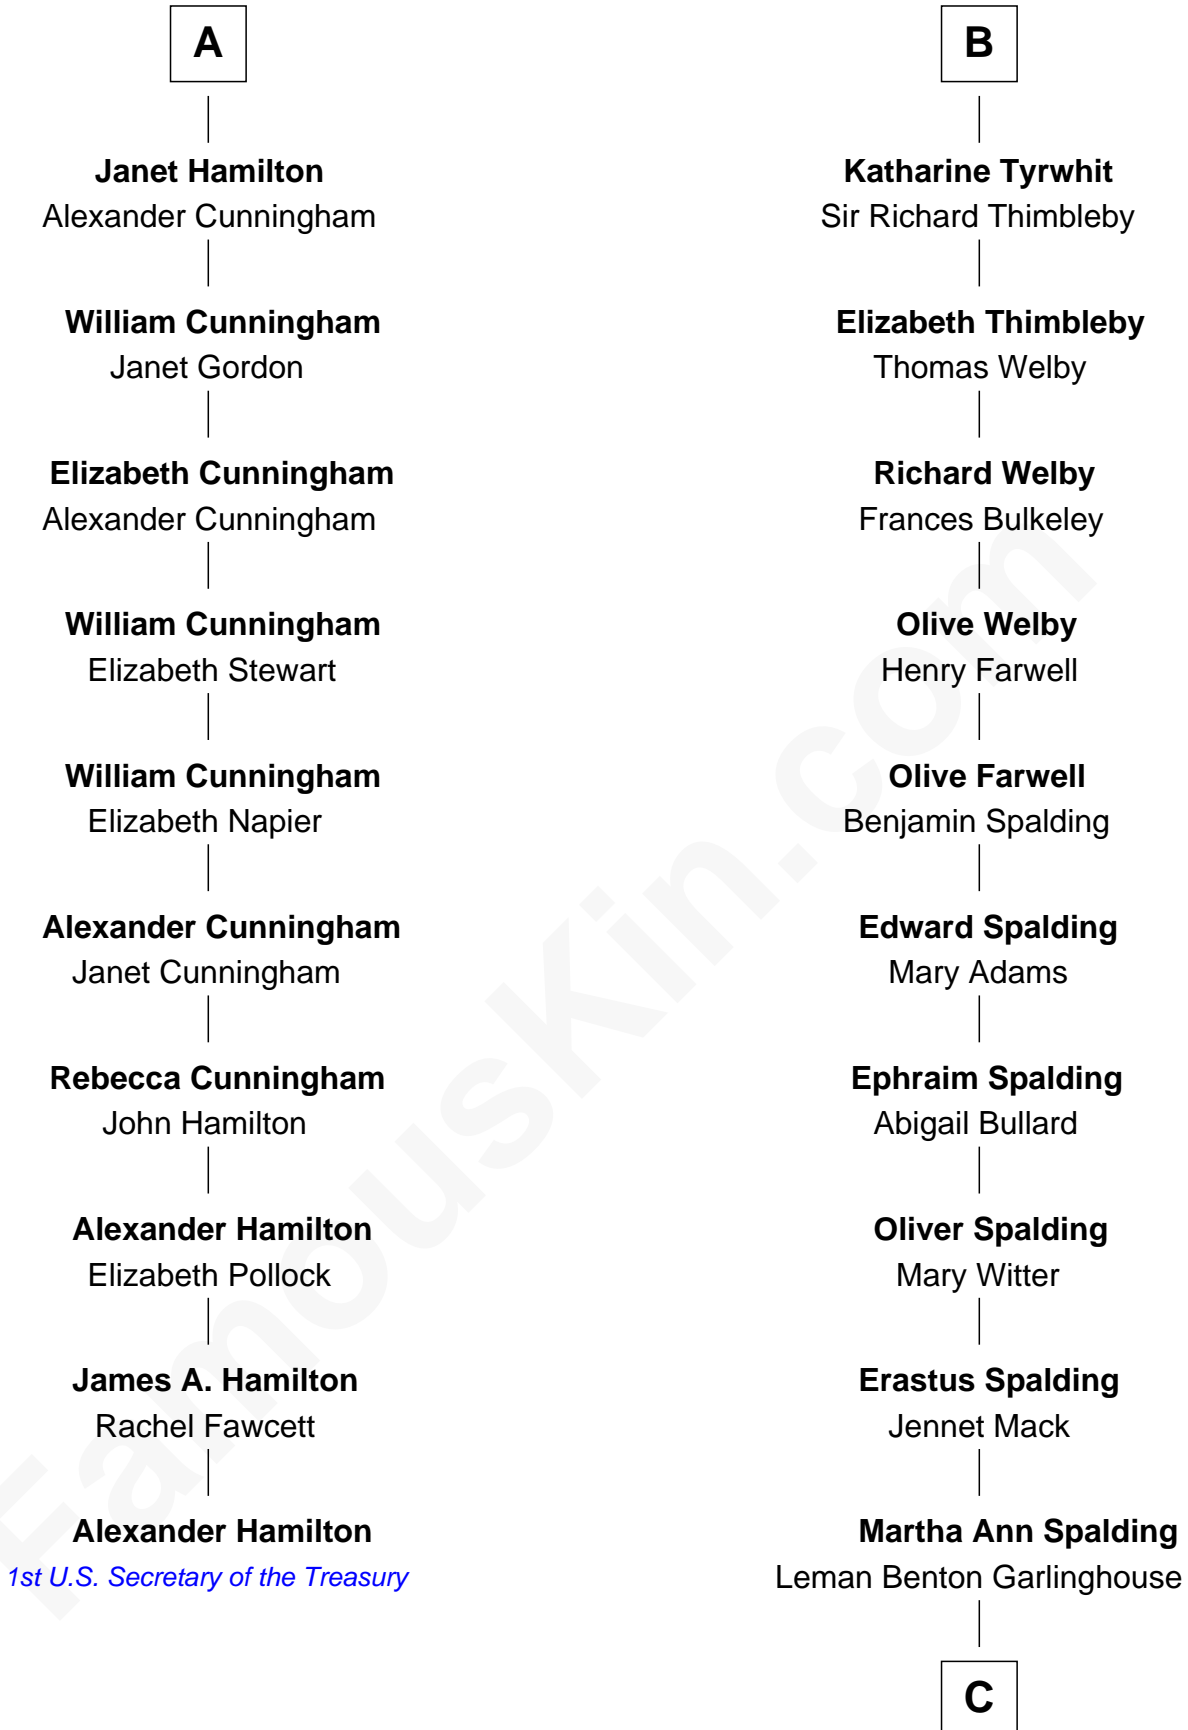 A
Janet Hamilton
Alexander Cunningham
William Cunningham
Janet Gordon
Elizabeth Cunningham
Alexander Cunningham
William Cunningham
Elizabeth Stewart
William Cunningham
Elizabeth Napier
Alexander Cunningham
Janet Cunningham
Rebecca Cunningham
John Hamilton
Alexander Hamilton
Elizabeth Pollock
James A. Hamilton
Rachel Fawcett
Alexander Hamilton
1st U.S. Secretary of the Treasury
B
Katharine Tyrwhit
Sir Richard Thimbleby
Elizabeth Thimbleby
Thomas Welby
Richard Welby
Frances Bulkeley
Olive Welby
Henry Farwell
Olive Farwell
Benjamin Spalding
Edward Spalding
Mary Adams
Ephraim Spalding
Abigail Bullard
Oliver Spalding
Mary Witter
Erastus Spalding
Jennet Mack
Martha Ann Spalding
Leman Benton Garlinghouse
C
FamousKin.com